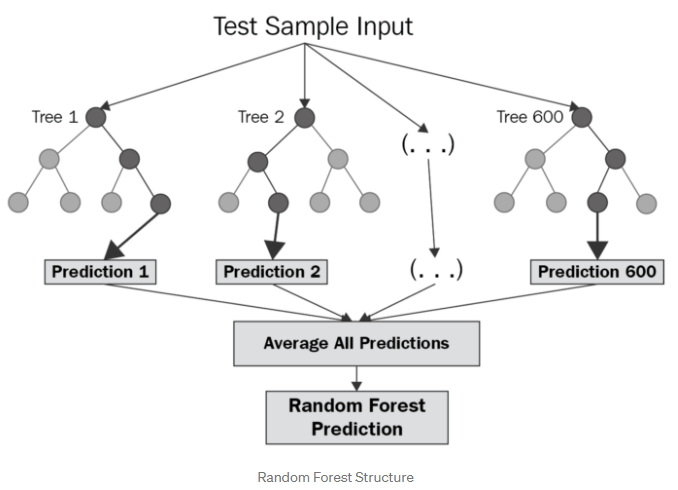 Test Sample Input
Tree 1
Tree 2
Tree 600
(. . .)
Prediction 1
Prediction 2
(. . .)
Prediction 600
Average All Predictions
Random Forest
Prediction
Random Forest Structure